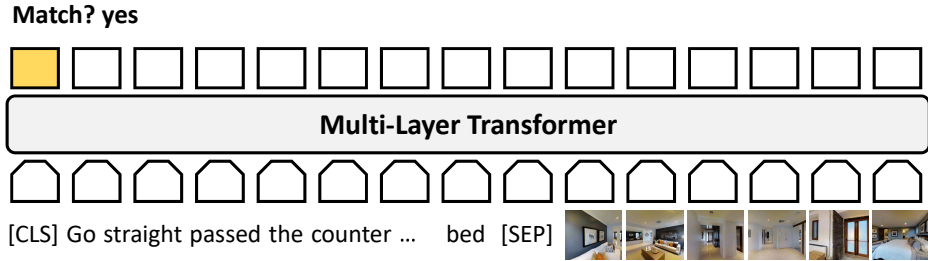 Match? yes
Multi-Layer Transformer
[CLS] Go straight passed the counter ... bed [SEP]